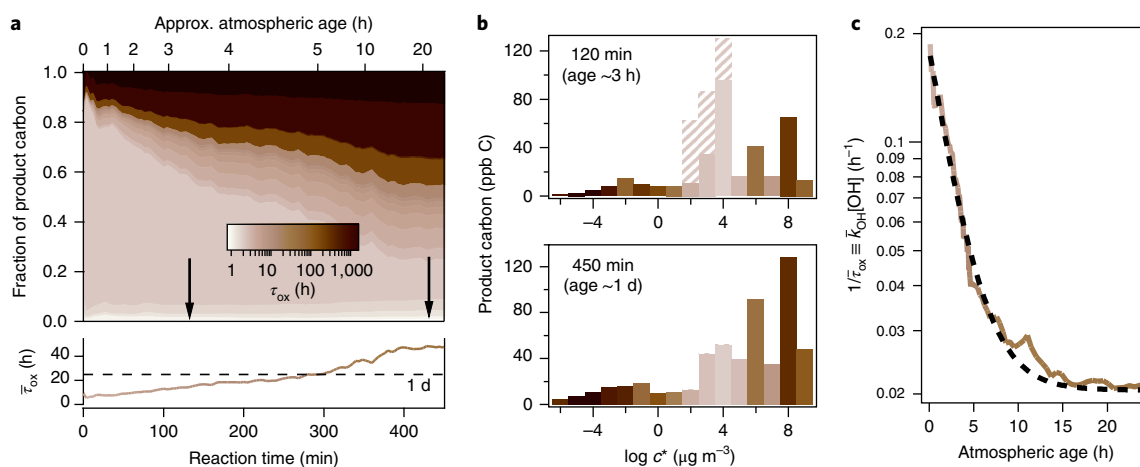 a
Approx. atmospheric age (h)
0 1 2 3 4 5 10 20
Fraction of product carbon
1.0
0.8
0.6
0.4
0.2
0.0
1 10 100 1,000
τox (h)
τ̄ox (h)
40
20
0
1 d
0 100 200 300 400
Reaction time (min)
b
Product carbon (ppb C)
120
80
40
0
120 min
(age ~3 h)
−4 0 4 8
120
80
40
0
450 min
(age ~1 d)
−4 0 4 8
log c* (μg m−3)
c
1/τ̄ox ≡ k̄OH[OH] (h−1)
0.2
0.1
0.09
0.08
0.07
0.06
0.05
0.04
0.03
0.02
0 5 10 15 20
Atmospheric age (h)